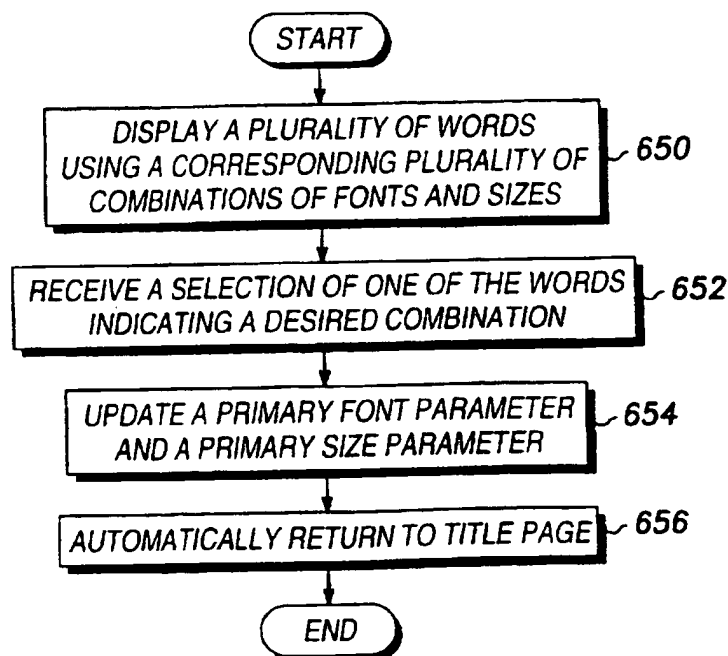 START
DISPLAY A PLURALITY OF WORDS
USING A CORRESPONDING PLURALITY OF
COMBINATIONS OF FONTS AND SIZES
650
RECEIVE A SELECTION OF ONE OF THE WORDS
INDICATING A DESIRED COMBINATION
652
UPDATE A PRIMARY FONT PARAMETER
AND A PRIMARY SIZE PARAMETER
654
AUTOMATICALLY RETURN TO TITLE PAGE
656
END